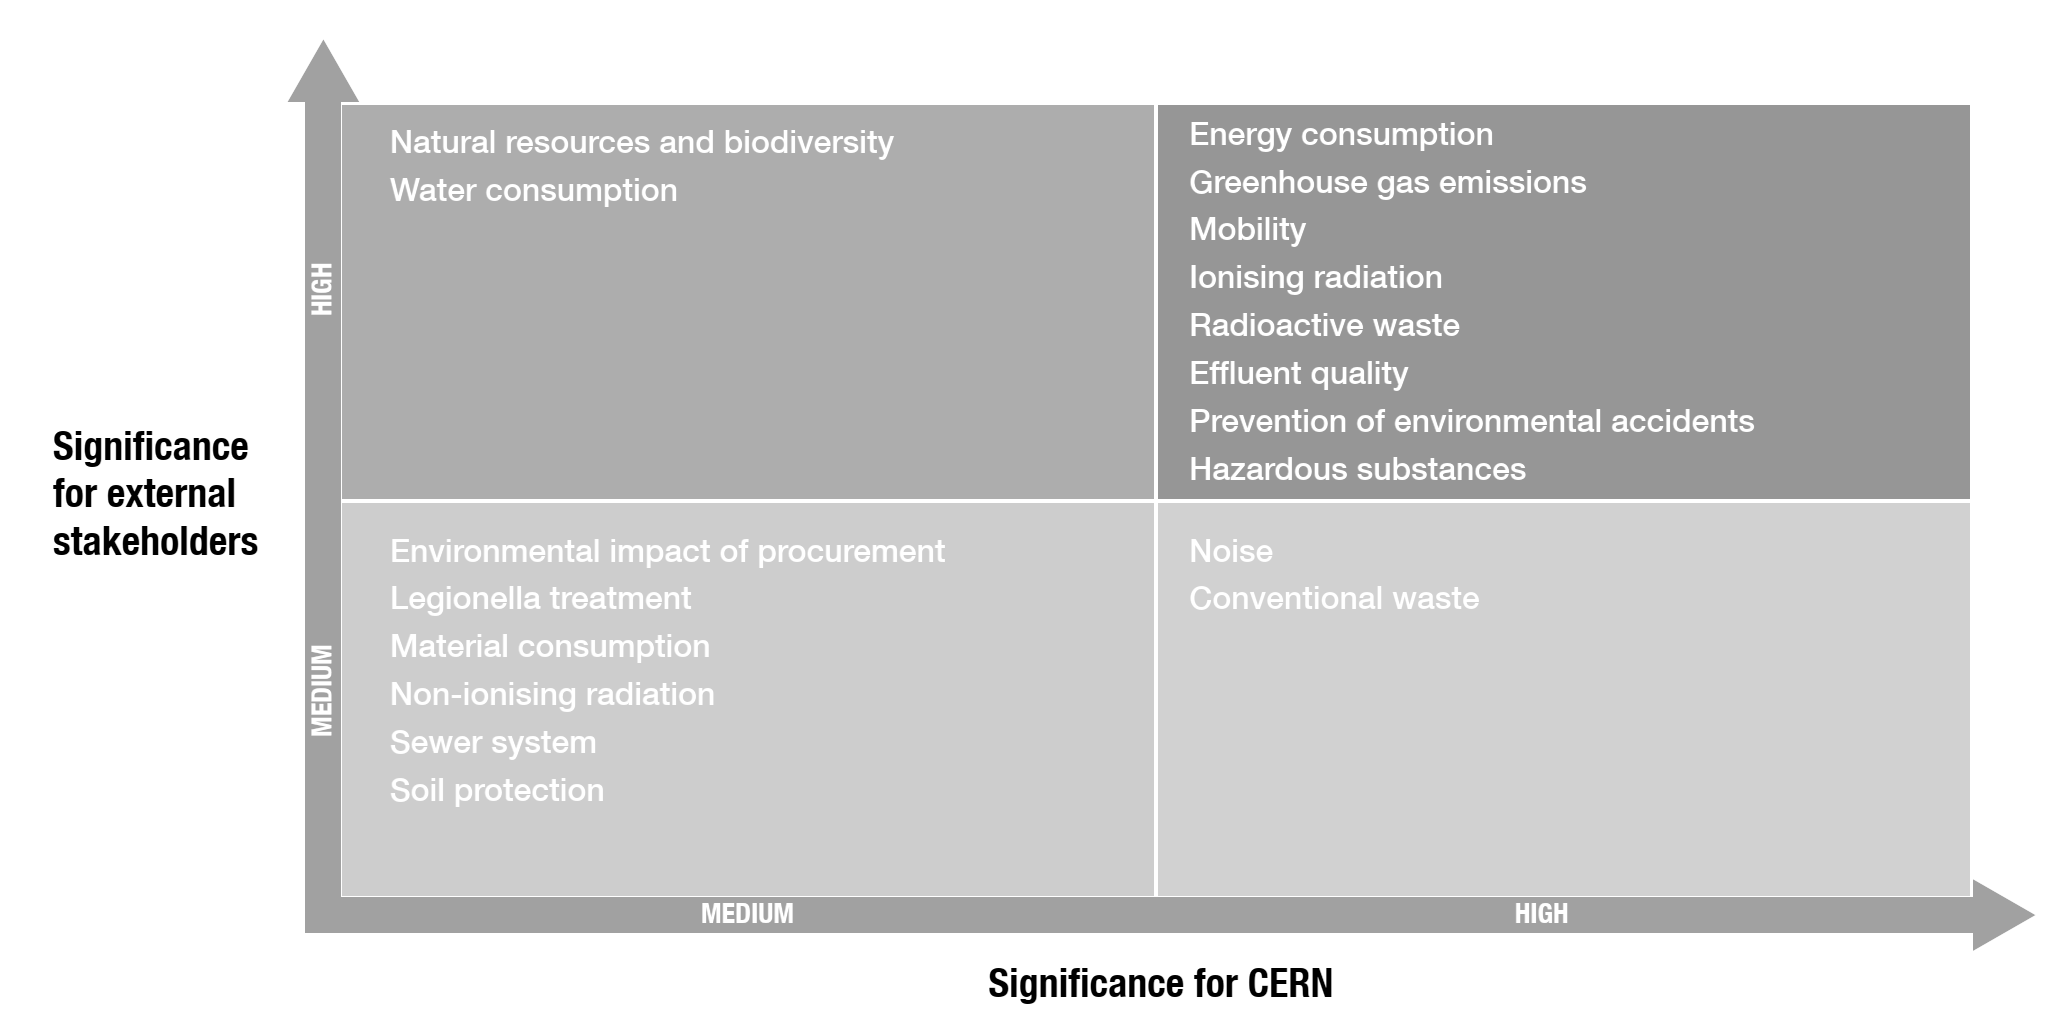 Natural resources and biodiversity
Water consumption
Energy consumption
Greenhouse gas emissions
Mobility
Ionising radiation
Radioactive waste
Effluent quality
Prevention of environmental accidents
Hazardous substances
HIGH
Significance
for external
stakeholders
Environmental impact of procurement
Legionella treatment
Material consumption
Non-ionising radiation
Sewer system
Soil protection
Noise
Conventional waste
MEDIUM
MEDIUM
HIGH
Significance for CERN